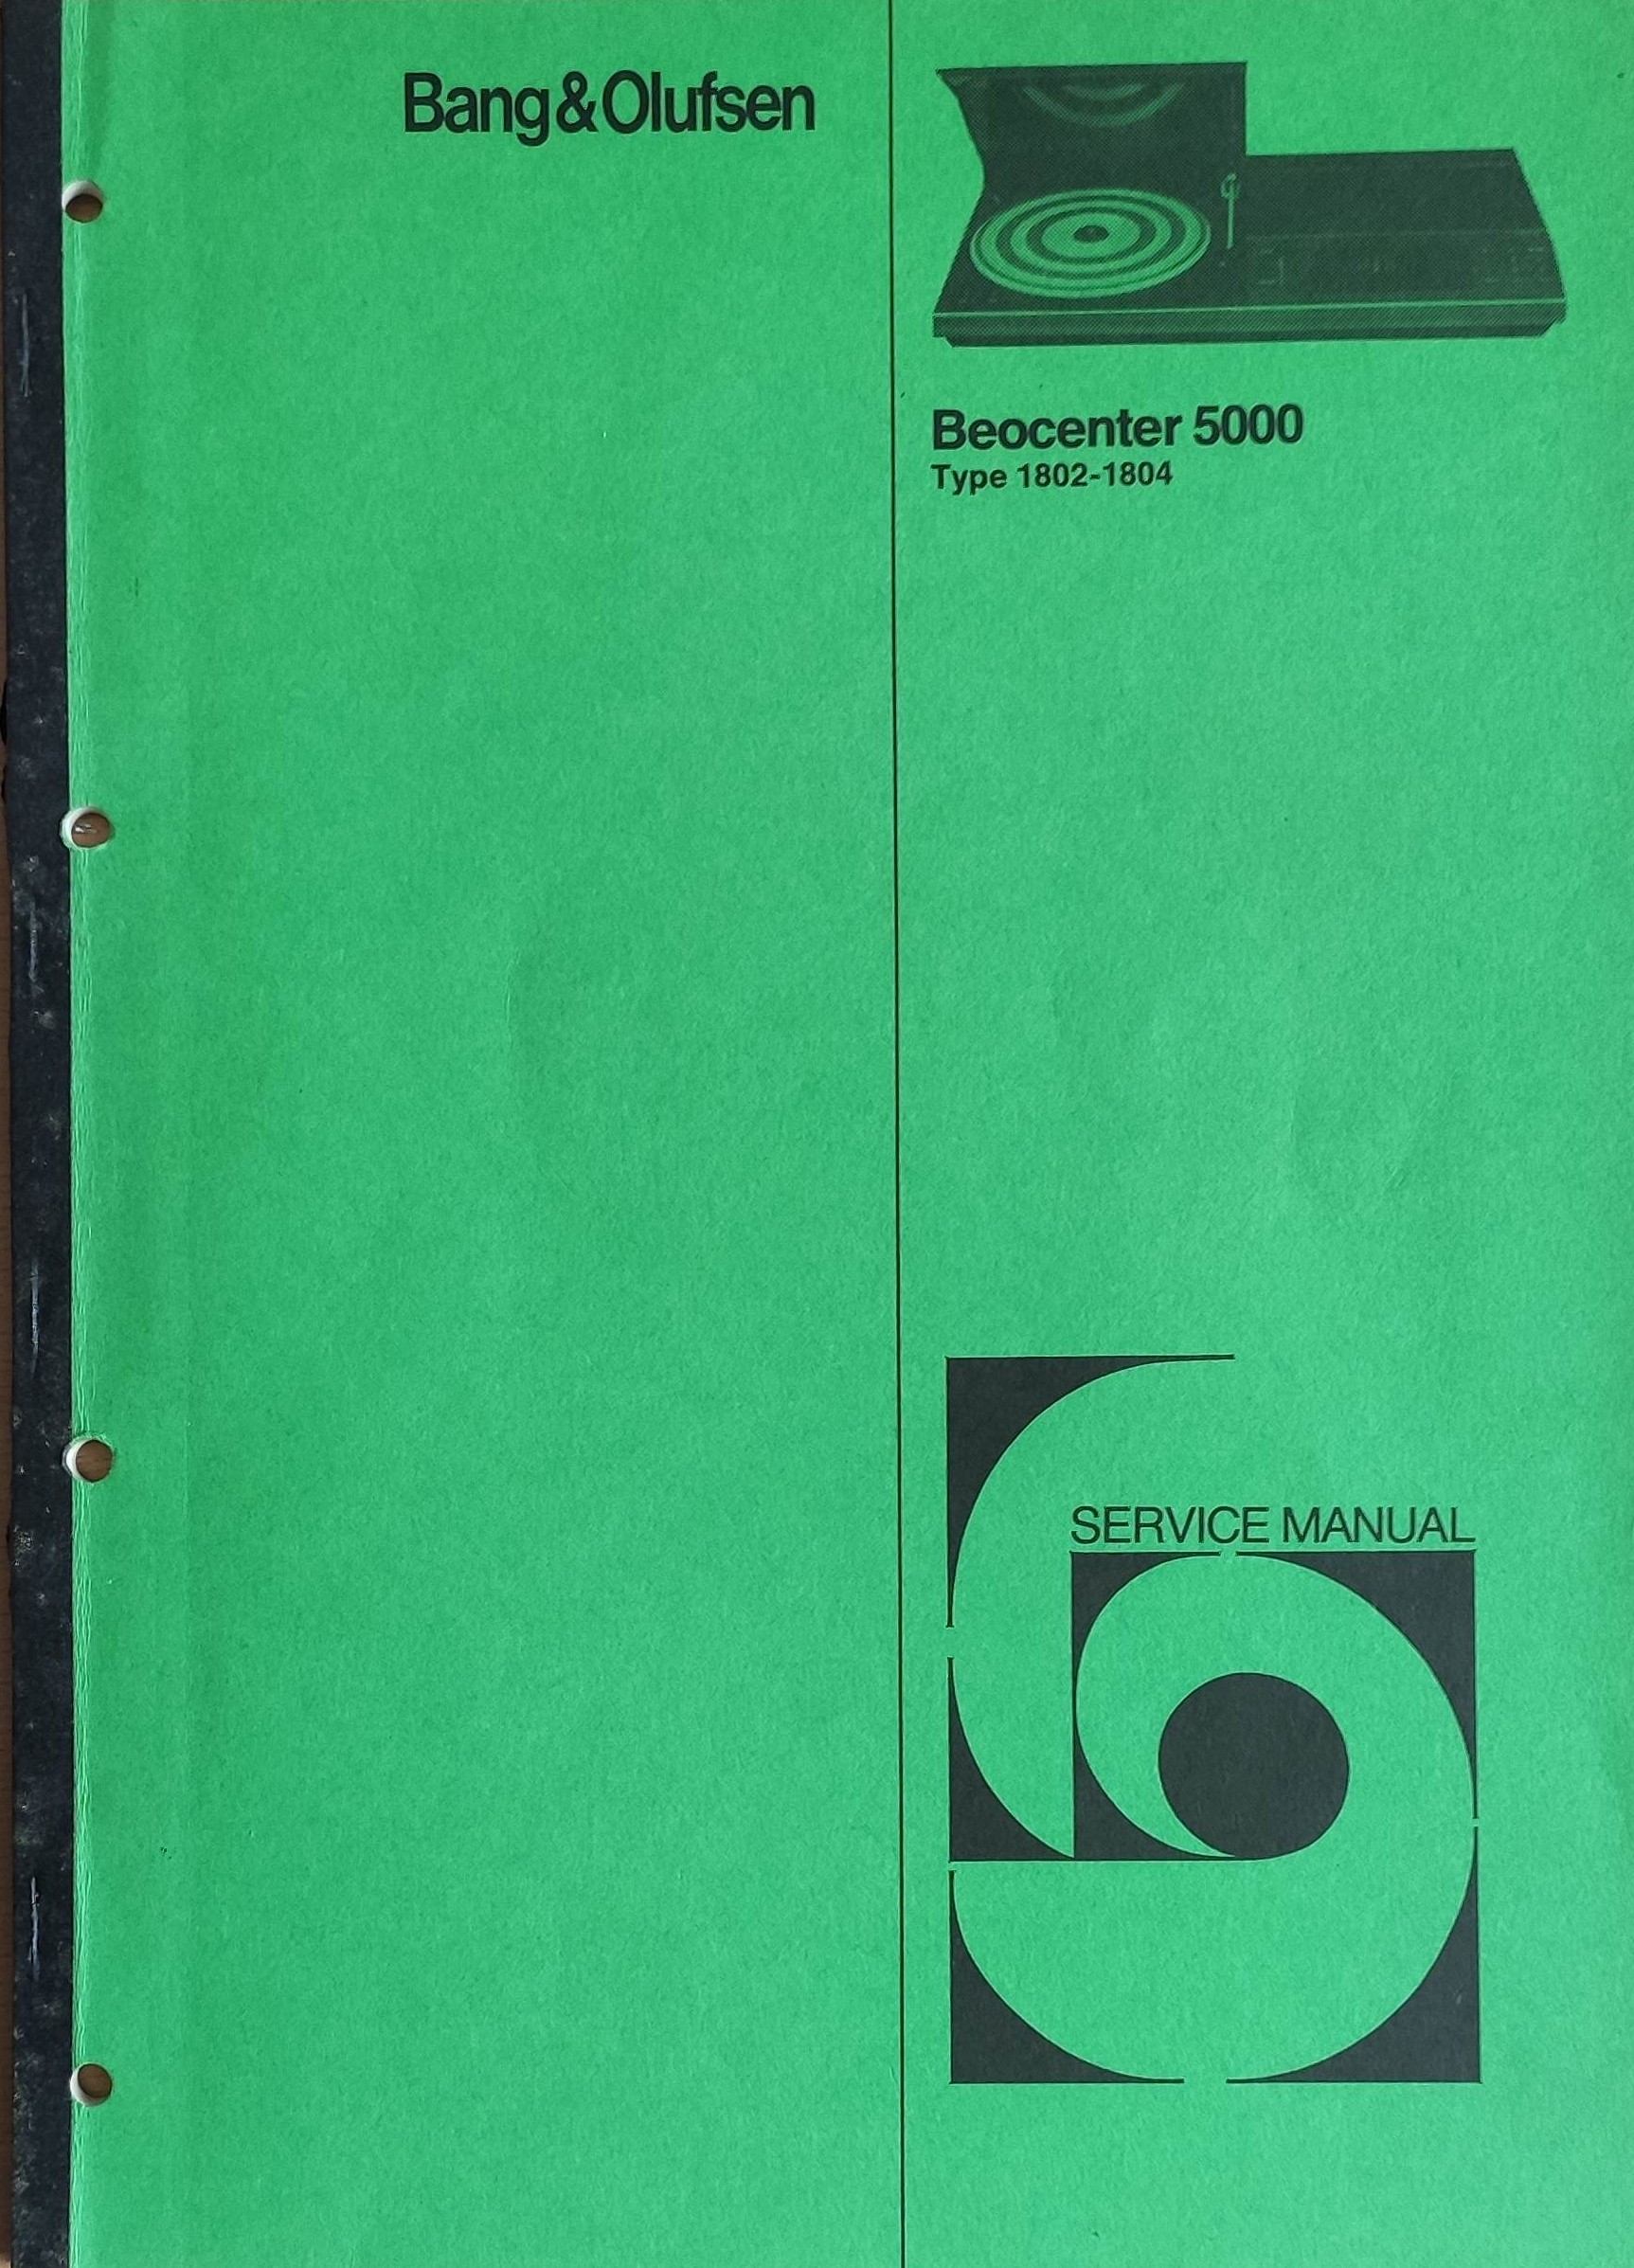 Bang&Olufsen
Beocenter 5000
Type 1802-1804
SERVICE MANUAL